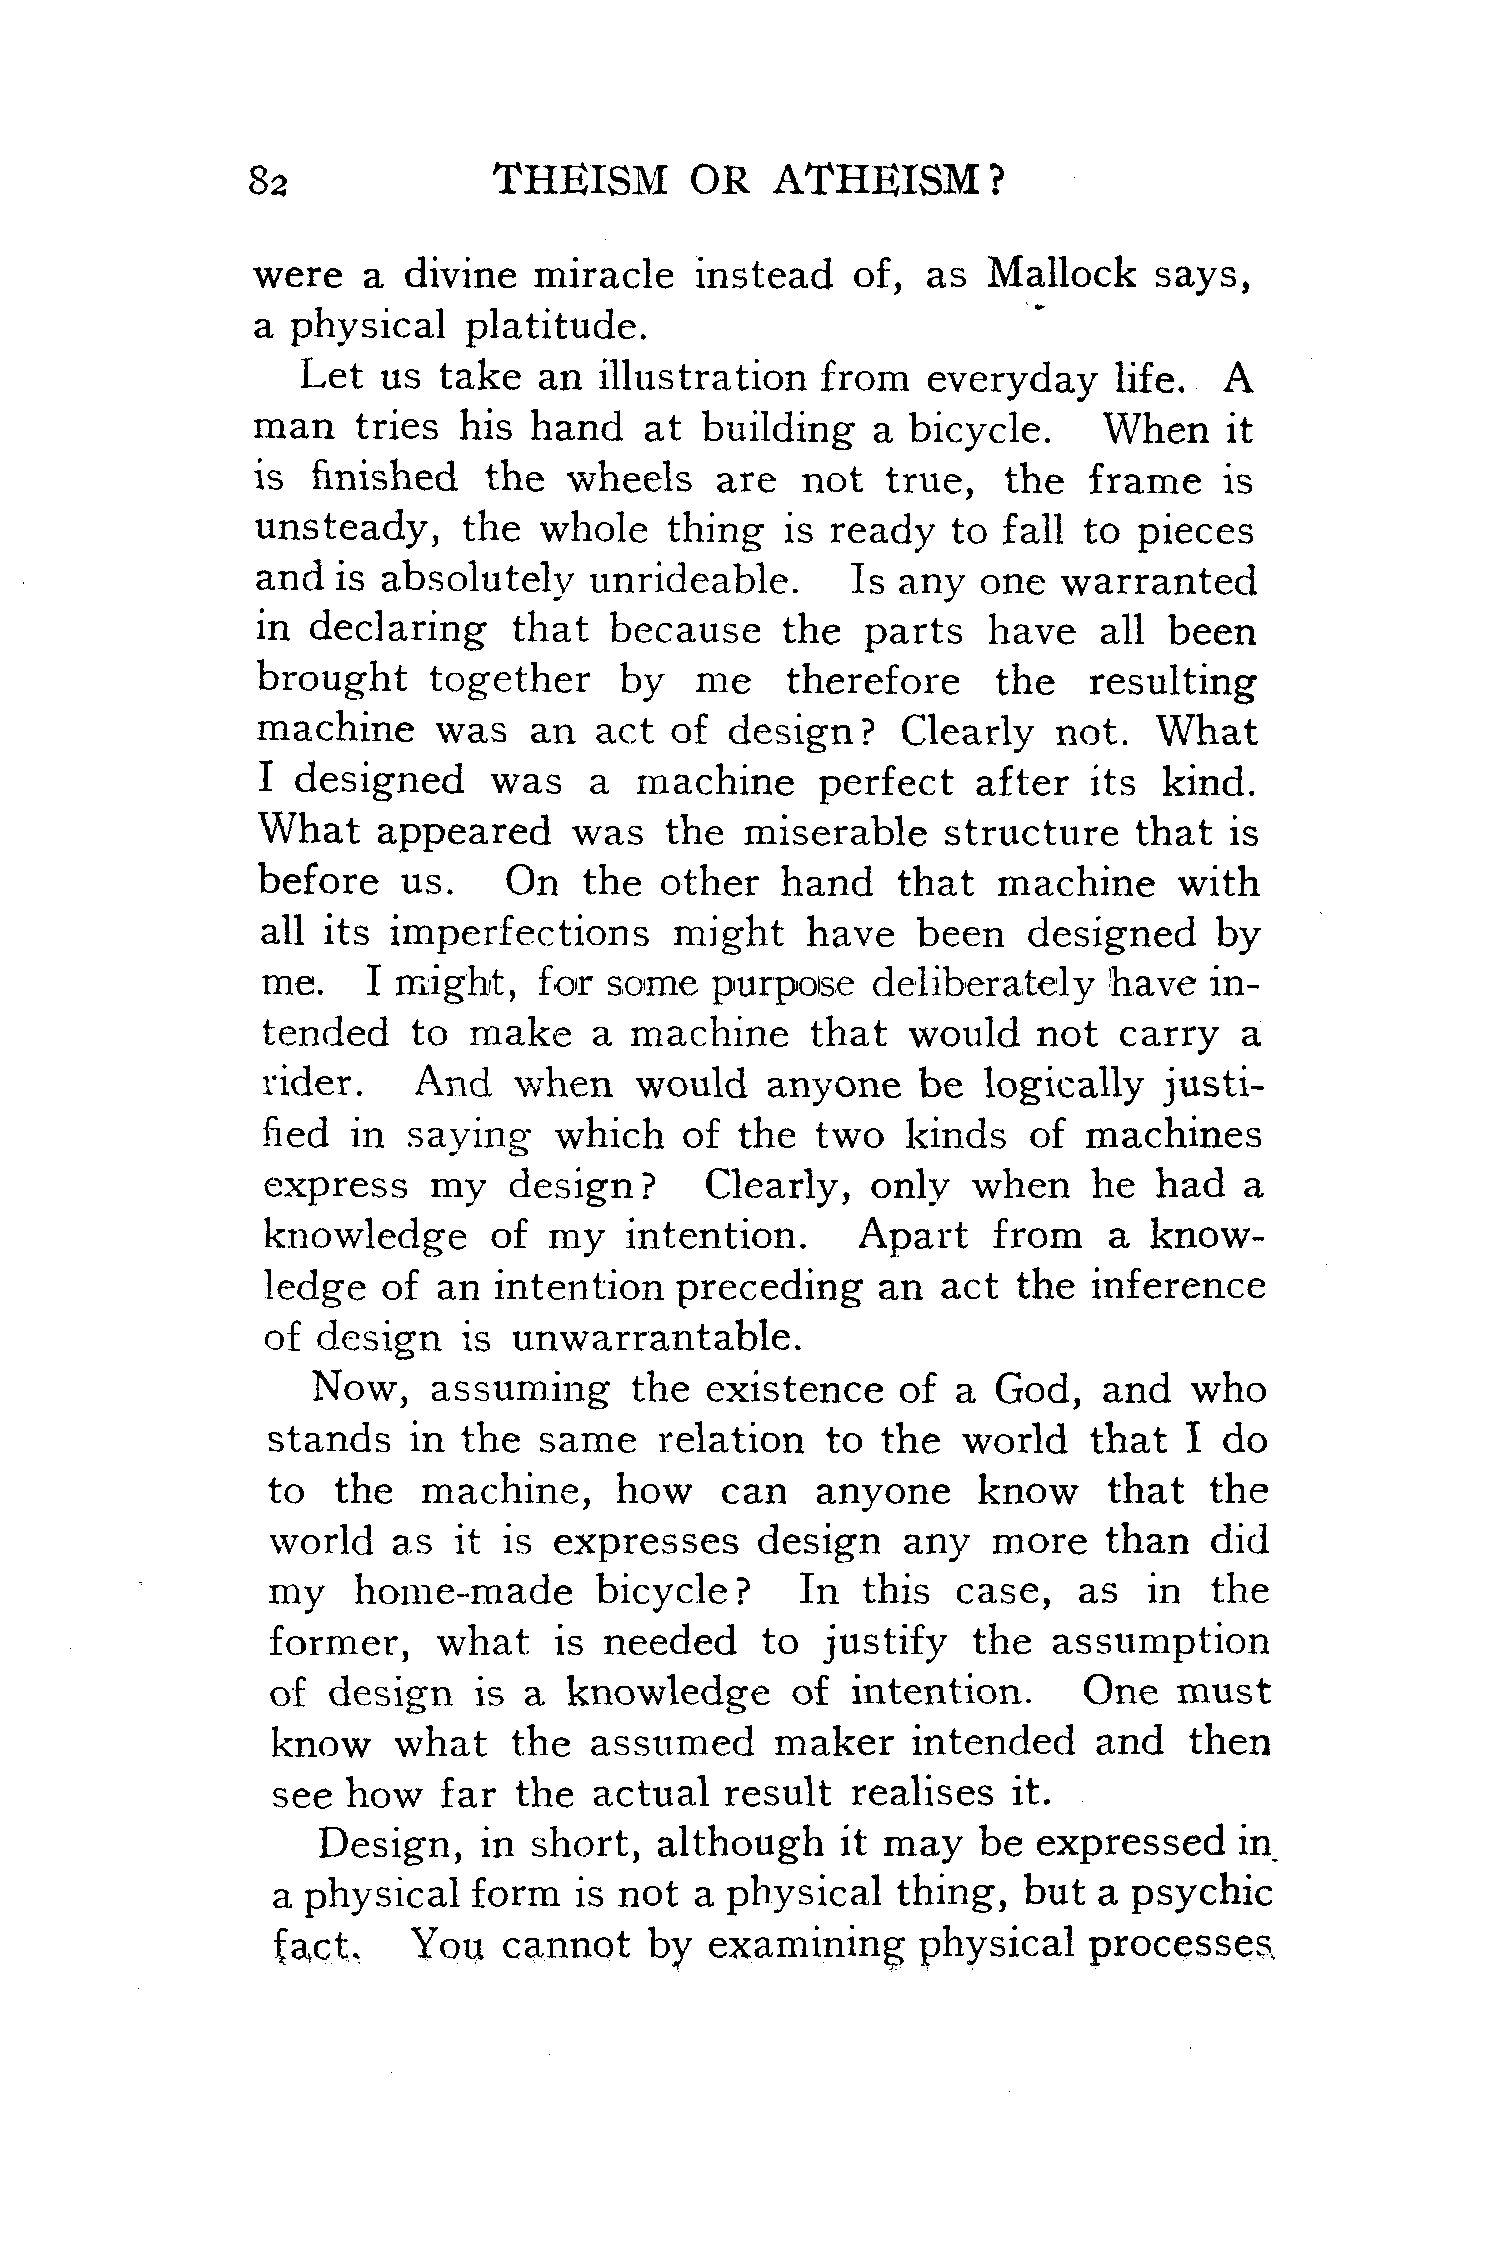 82 THEISM OR ATHEISM?
were a divine miracle instead of, as Mallock says,
a physical platitude.
Let us take an illustration from everyday life. A
man tries his hand at building a bicycle. When it
is finished the wheels are not true, the frame is
unsteady, the whole thing is ready to fall to pieces
and is absolutely unrideable. Is any one warranted
in declaring that because the parts have all been
brought together by me therefore the resulting
machine was an act of design? Clearly not. What
I designed was a machine perfect after its kind.
What appeared was the miserable structure that is
before us. On the other hand that machine with
all its imperfections might have been designed by
me. I might, for some purpose deliberately have in-
tended to make a machine that would not carry a
rider. And when would anyone be logically justi-
fied in saying which of the two kinds of machines
express my design? Clearly, only when he had a
knowledge of my intention. Apart from a know-
ledge of an intention preceding an act the inference
of design is unwarrantable.
Now, assuming the existence of a God, and who
stands in the same relation to the world that I do
to the machine, how can anyone know that the
world as it is expresses design any more than did
my home-made bicycle? In this case, as in the
former, what is needed to justify the assumption
of design is a knowledge of intention. One must
know what the assumed maker intended and then
see how far the actual result realises it.
Design, in short, although it may be expressed in
a physical form is not a physical thing, but a psychic
fact. You cannot by examining physical processes